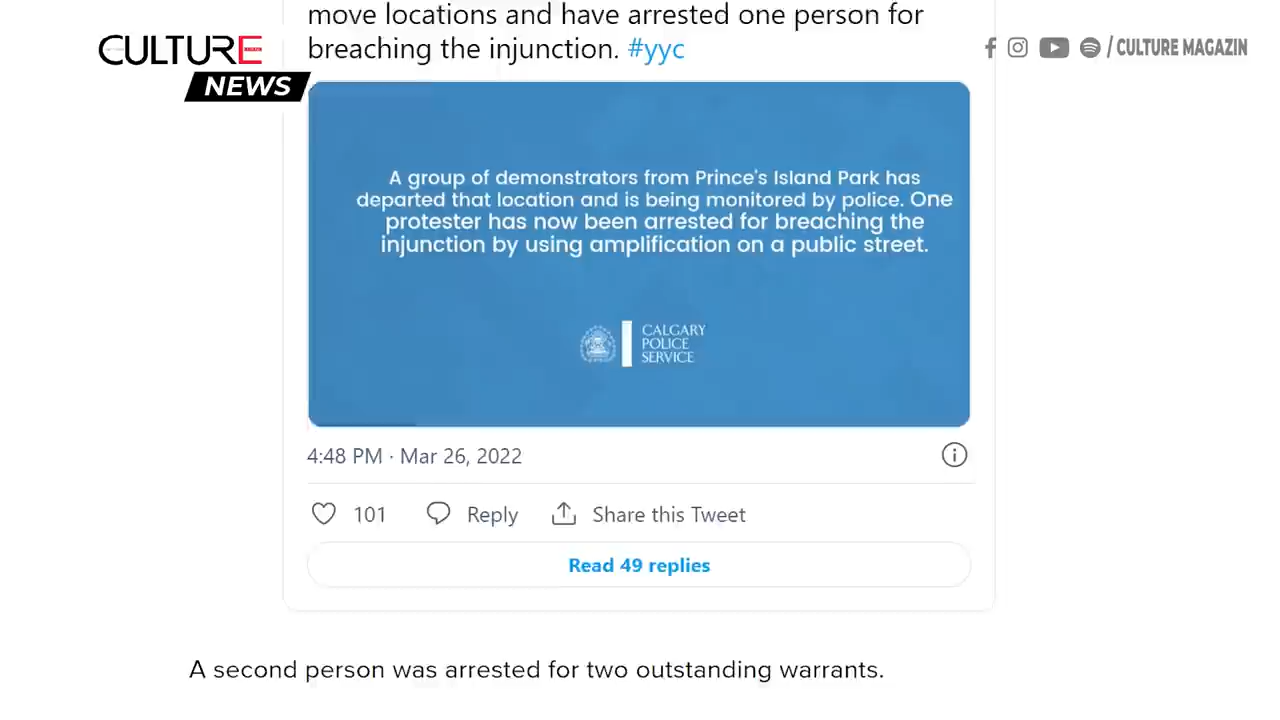 move locations and have arrested one person for
breaching the injunction. #yyc
CULTURE
NEWS
/ CULTURE MAGAZIN
A group of demonstrators from Prince's Island Park has
departed that location and is being monitored by police. One
protester has now been arrested for breaching the
injunction by using amplification on a public street.
CALGARY
POLICE
SERVICE
4:48 PM · Mar 26, 2022
101
Reply
Share this Tweet
Read 49 replies
A second person was arrested for two outstanding warrants.